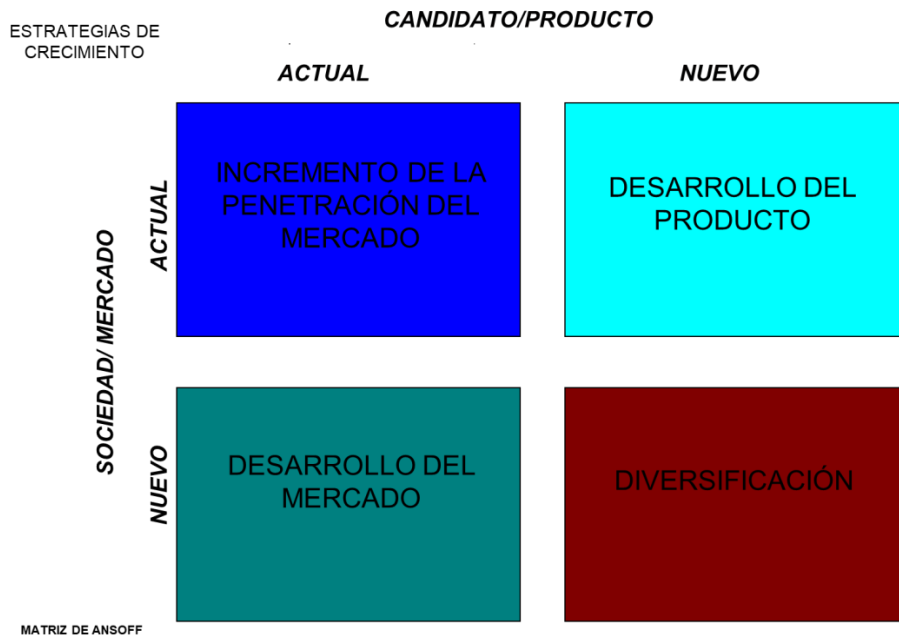 ESTRATEGIAS DE
CRECIMIENTO
CANDIDATO/PRODUCTO
ACTUAL
NUEVO
SOCIEDAD/ MERCADO
ACTUAL
INCREMENTO DE LA
PENETRACIÓN DEL
MERCADO
DESARROLLO DEL
PRODUCTO
NUEVO
DESARROLLO DEL
MERCADO
DIVERSIFICACIÓN
MATRIZ DE ANSOFF